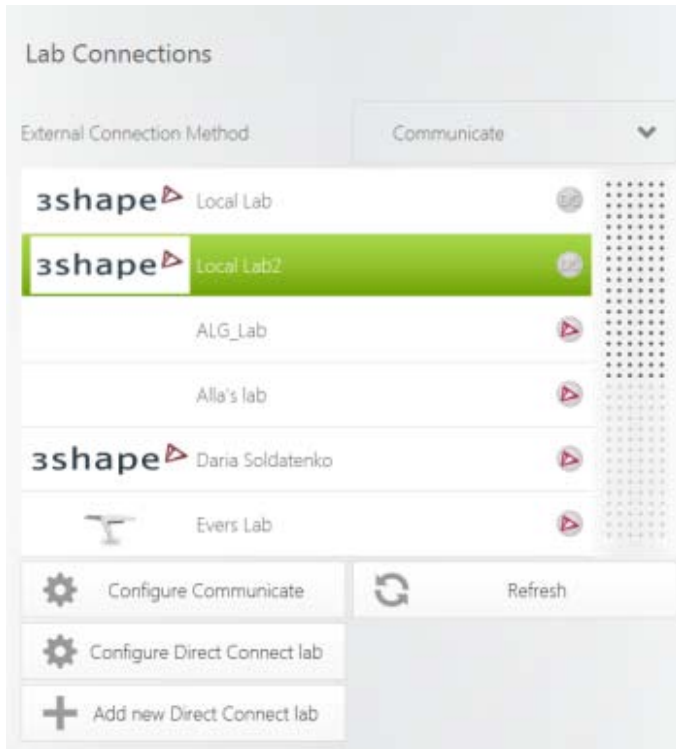 Lab Connections
External Connection Method Communicate
3shape Local Lab
3shape Local Lab2
ALG_Lab
Alla's lab
3shape Daria Soldatenko
Evers Lab
Configure Communicate Refresh
Configure Direct Connect lab
Add new Direct Connect lab